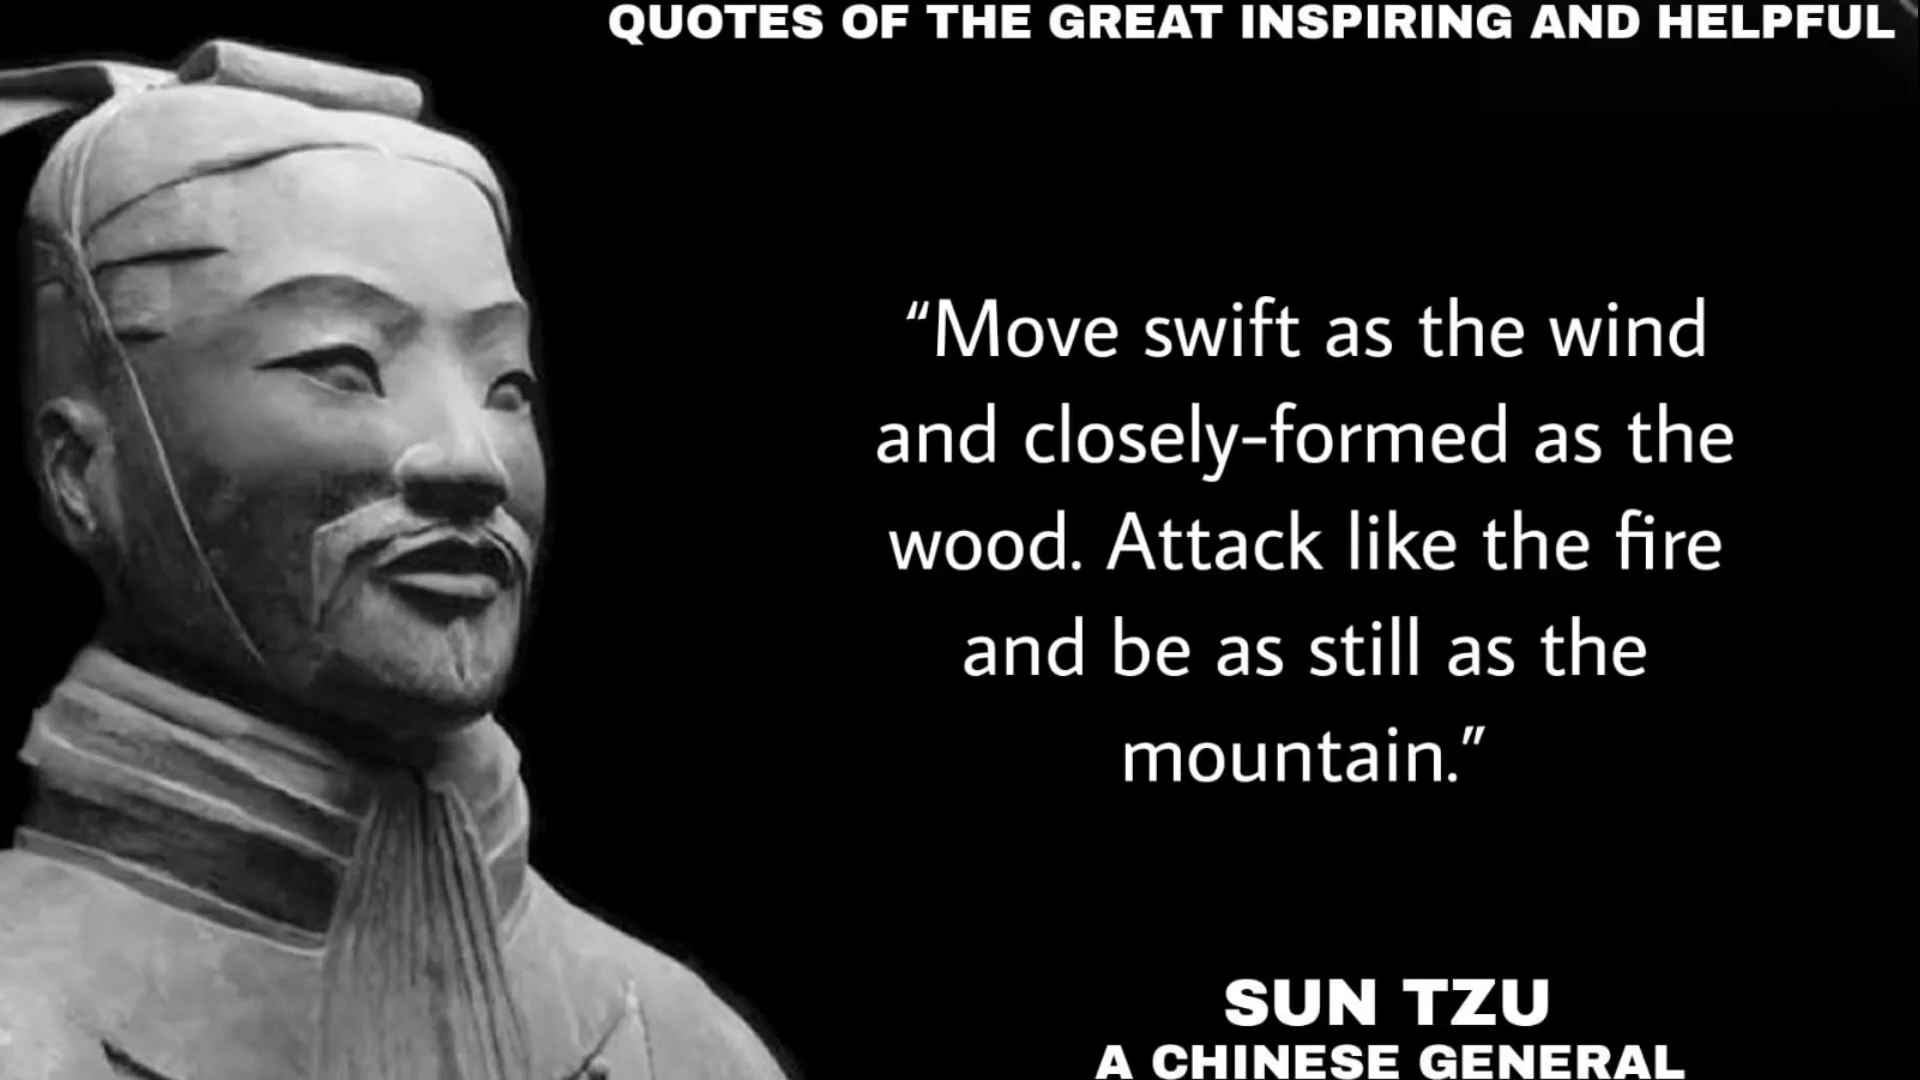 QUOTES OF THE GREAT INSPIRING AND HELPFUL
“Move swift as the wind
and closely-formed as the
wood. Attack like the fire
and be as still as the
mountain.”
SUN TZU
A CHINESE GENERAL